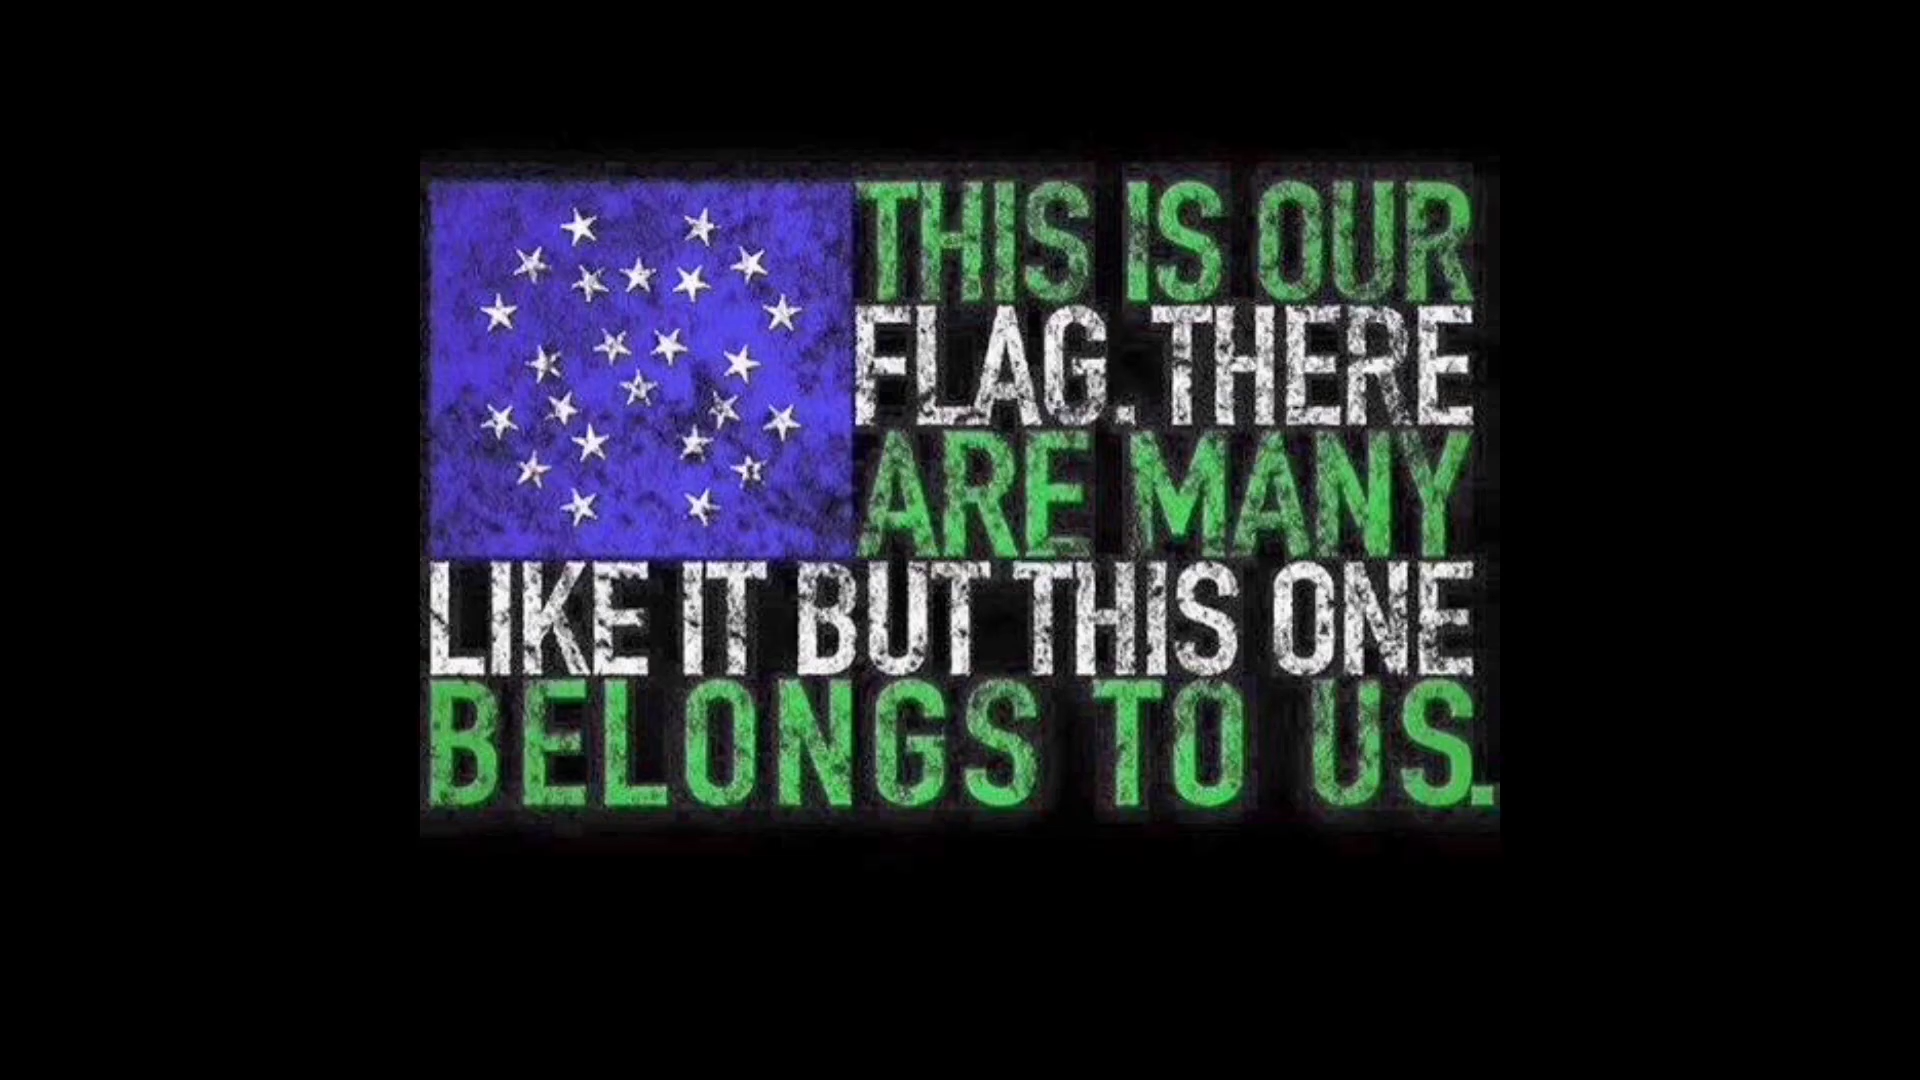 THIS IS OUR
FLAG. THERE
ARE MANY
LIKE IT BUT THIS ONE
BELONGS TO US.